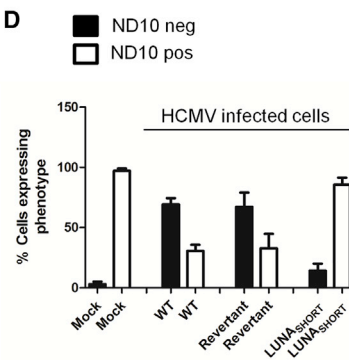 D
ND10 neg
ND10 pos
HCMV infected cells
% Cells expressing
phenotype
150
100
50
0
Mock
Mock
WT
WT
Revertant
Revertant
LUNASHORT
LUNASHORT